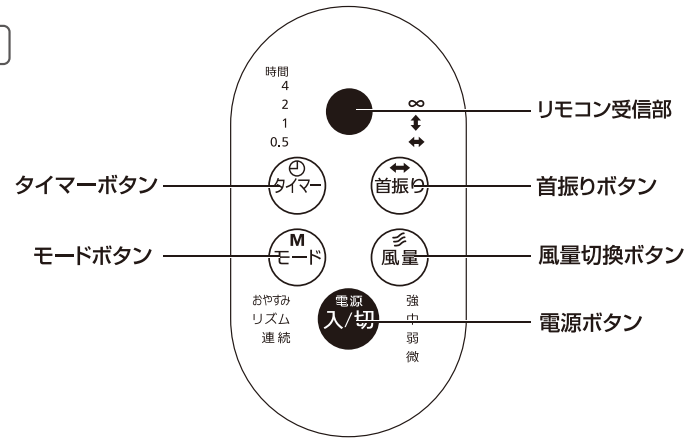 時間
4
2
1
0.5
∞
↕
↔
リモコン受信部
タイマーボタン
タイマー
↔
首振り
首振りボタン
モードボタン
M
モード
風量
風量切換ボタン
おやすみ
リズム
連続
電源
入/切
強
中
弱
微
電源ボタン